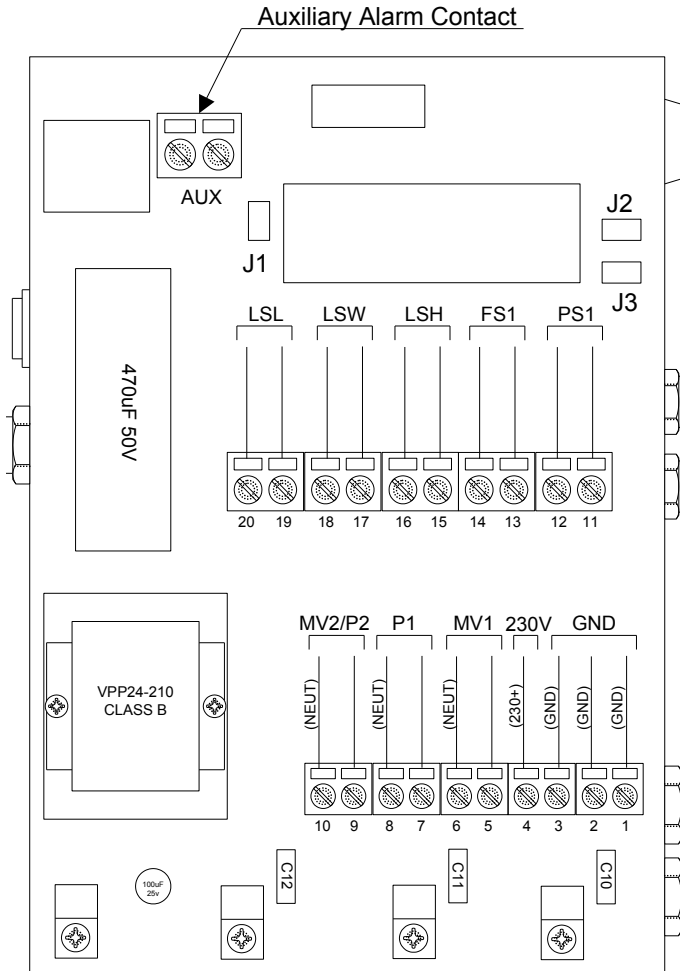 Auxiliary Alarm Contact
AUX
J1
J2
J3
LSL LSW LSH FS1 PS1
470uF 50V
20 19 18 17 16 15 14 13 12 11
MV2/P2 P1 MV1 230V GND
(NEUT) (NEUT) (NEUT) (230+) (GND) (GND) (GND)
VPP24-210
CLASS B
10 9 8 7 6 5 4 3 2 1
C12 C11 C10
100uF
25v